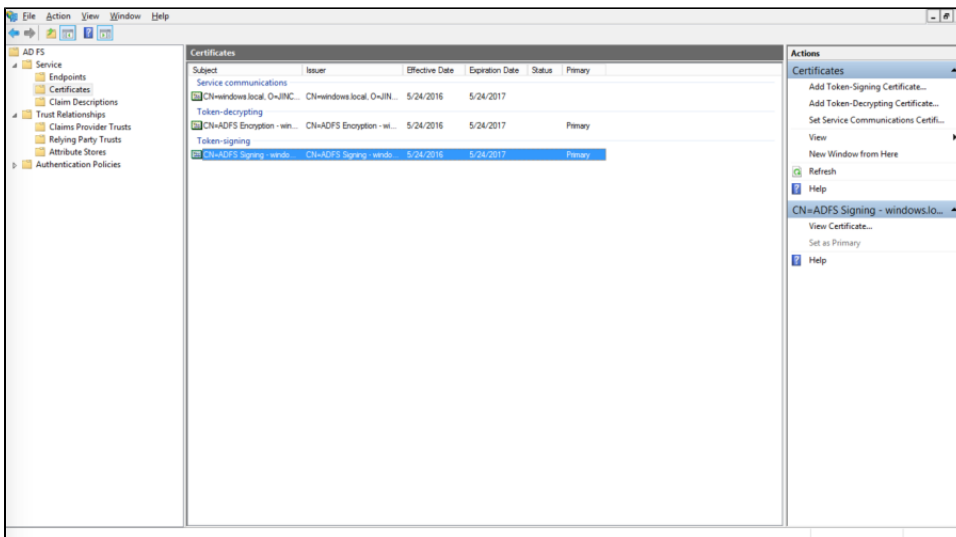 File Action View Window Help
AD FS
Service
Endpoints
Certificates
Claim Descriptions
Trust Relationships
Claims Provider Trusts
Relying Party Trusts
Attribute Stores
Authentication Policies
Certificates
Subject Issuer Effective Date Expiration Date Status Primary
Service communications
CN=windows.local, O=JINC... CN=windows.local, O=JIN... 5/24/2016 5/24/2017
Token-decrypting
CN=ADFS Encryption - win... CN=ADFS Encryption - wi... 5/24/2016 5/24/2017 Primary
Token-signing
CN=ADFS Signing - windo... CN=ADFS Signing - windo... 5/24/2016 5/24/2017 Primary
Actions
Certificates
Add Token-Signing Certificate...
Add Token-Decrypting Certificate...
Set Service Communications Certifi...
View
New Window from Here
Refresh
Help
CN=ADFS Signing - windows.lo...
View Certificate...
Set as Primary
Help